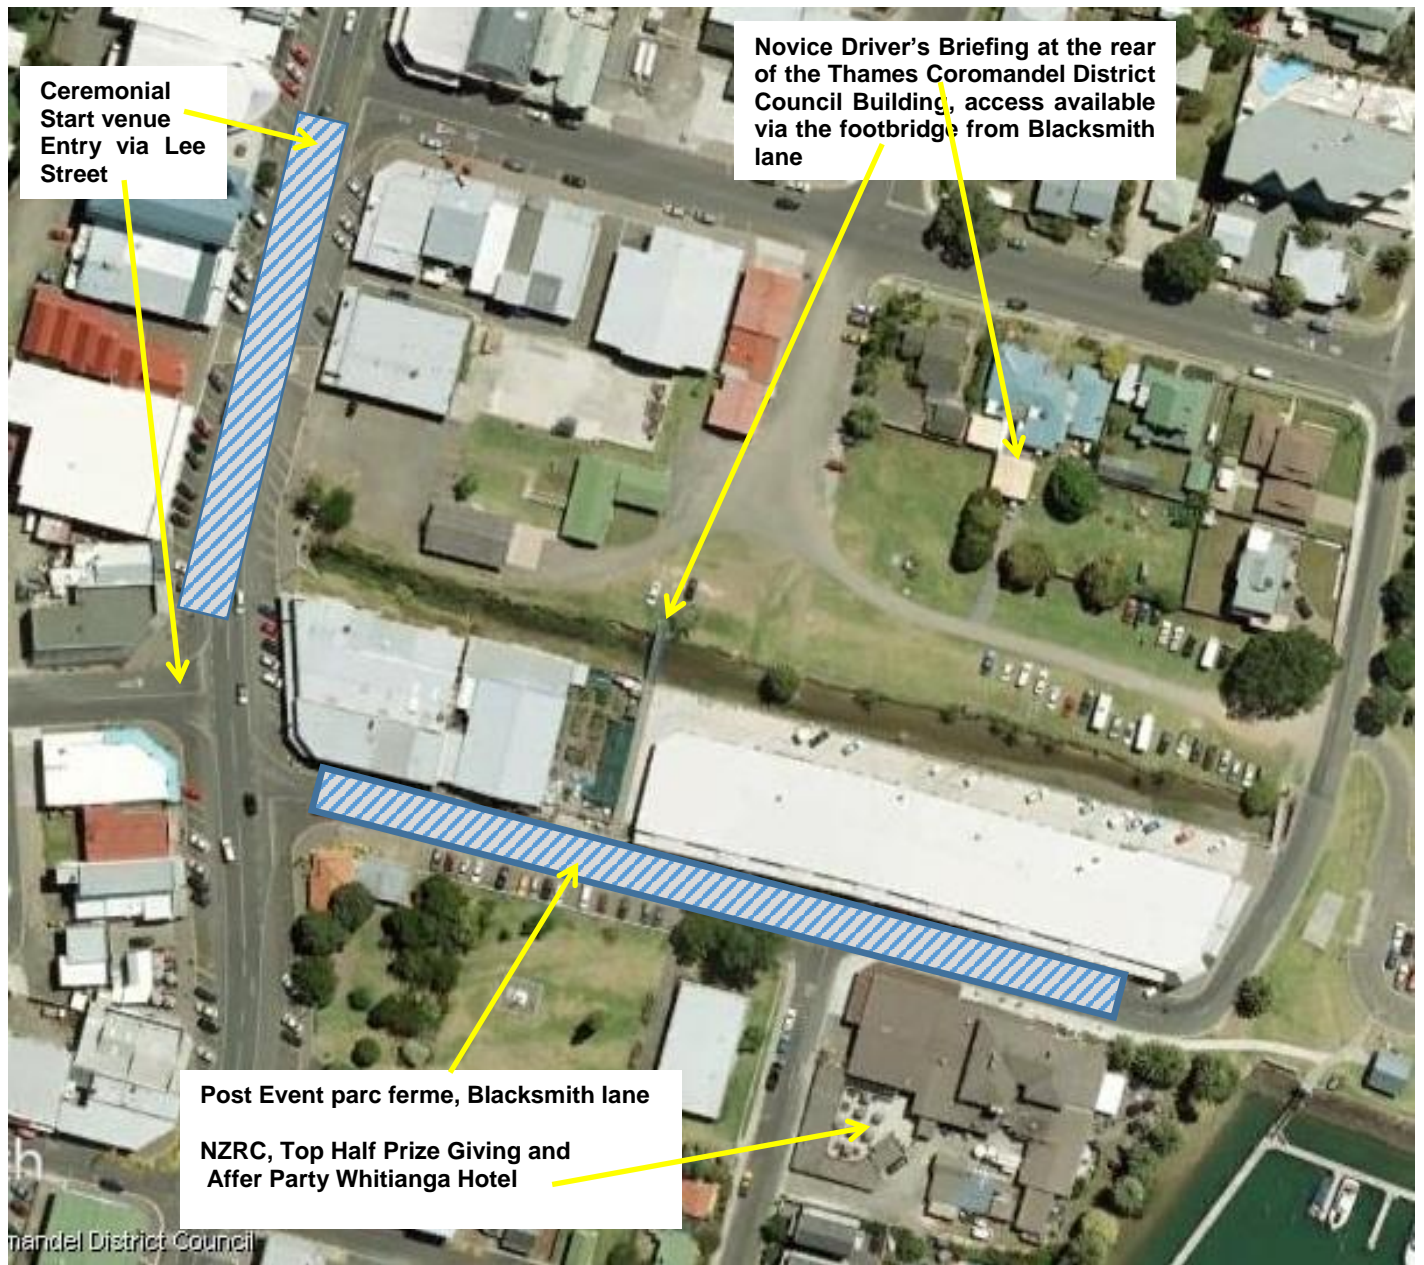 Ceremonial
Start venue
Entry via Lee
Street
Novice Driver's Briefing at the rear
of the Thames Coromandel District
Council Building, access available
via the footbridge from Blacksmith
lane
Post Event parc ferme, Blacksmith lane
NZRC, Top Half Prize Giving and
Affer Party Whitianga Hotel
h
mandel District Council